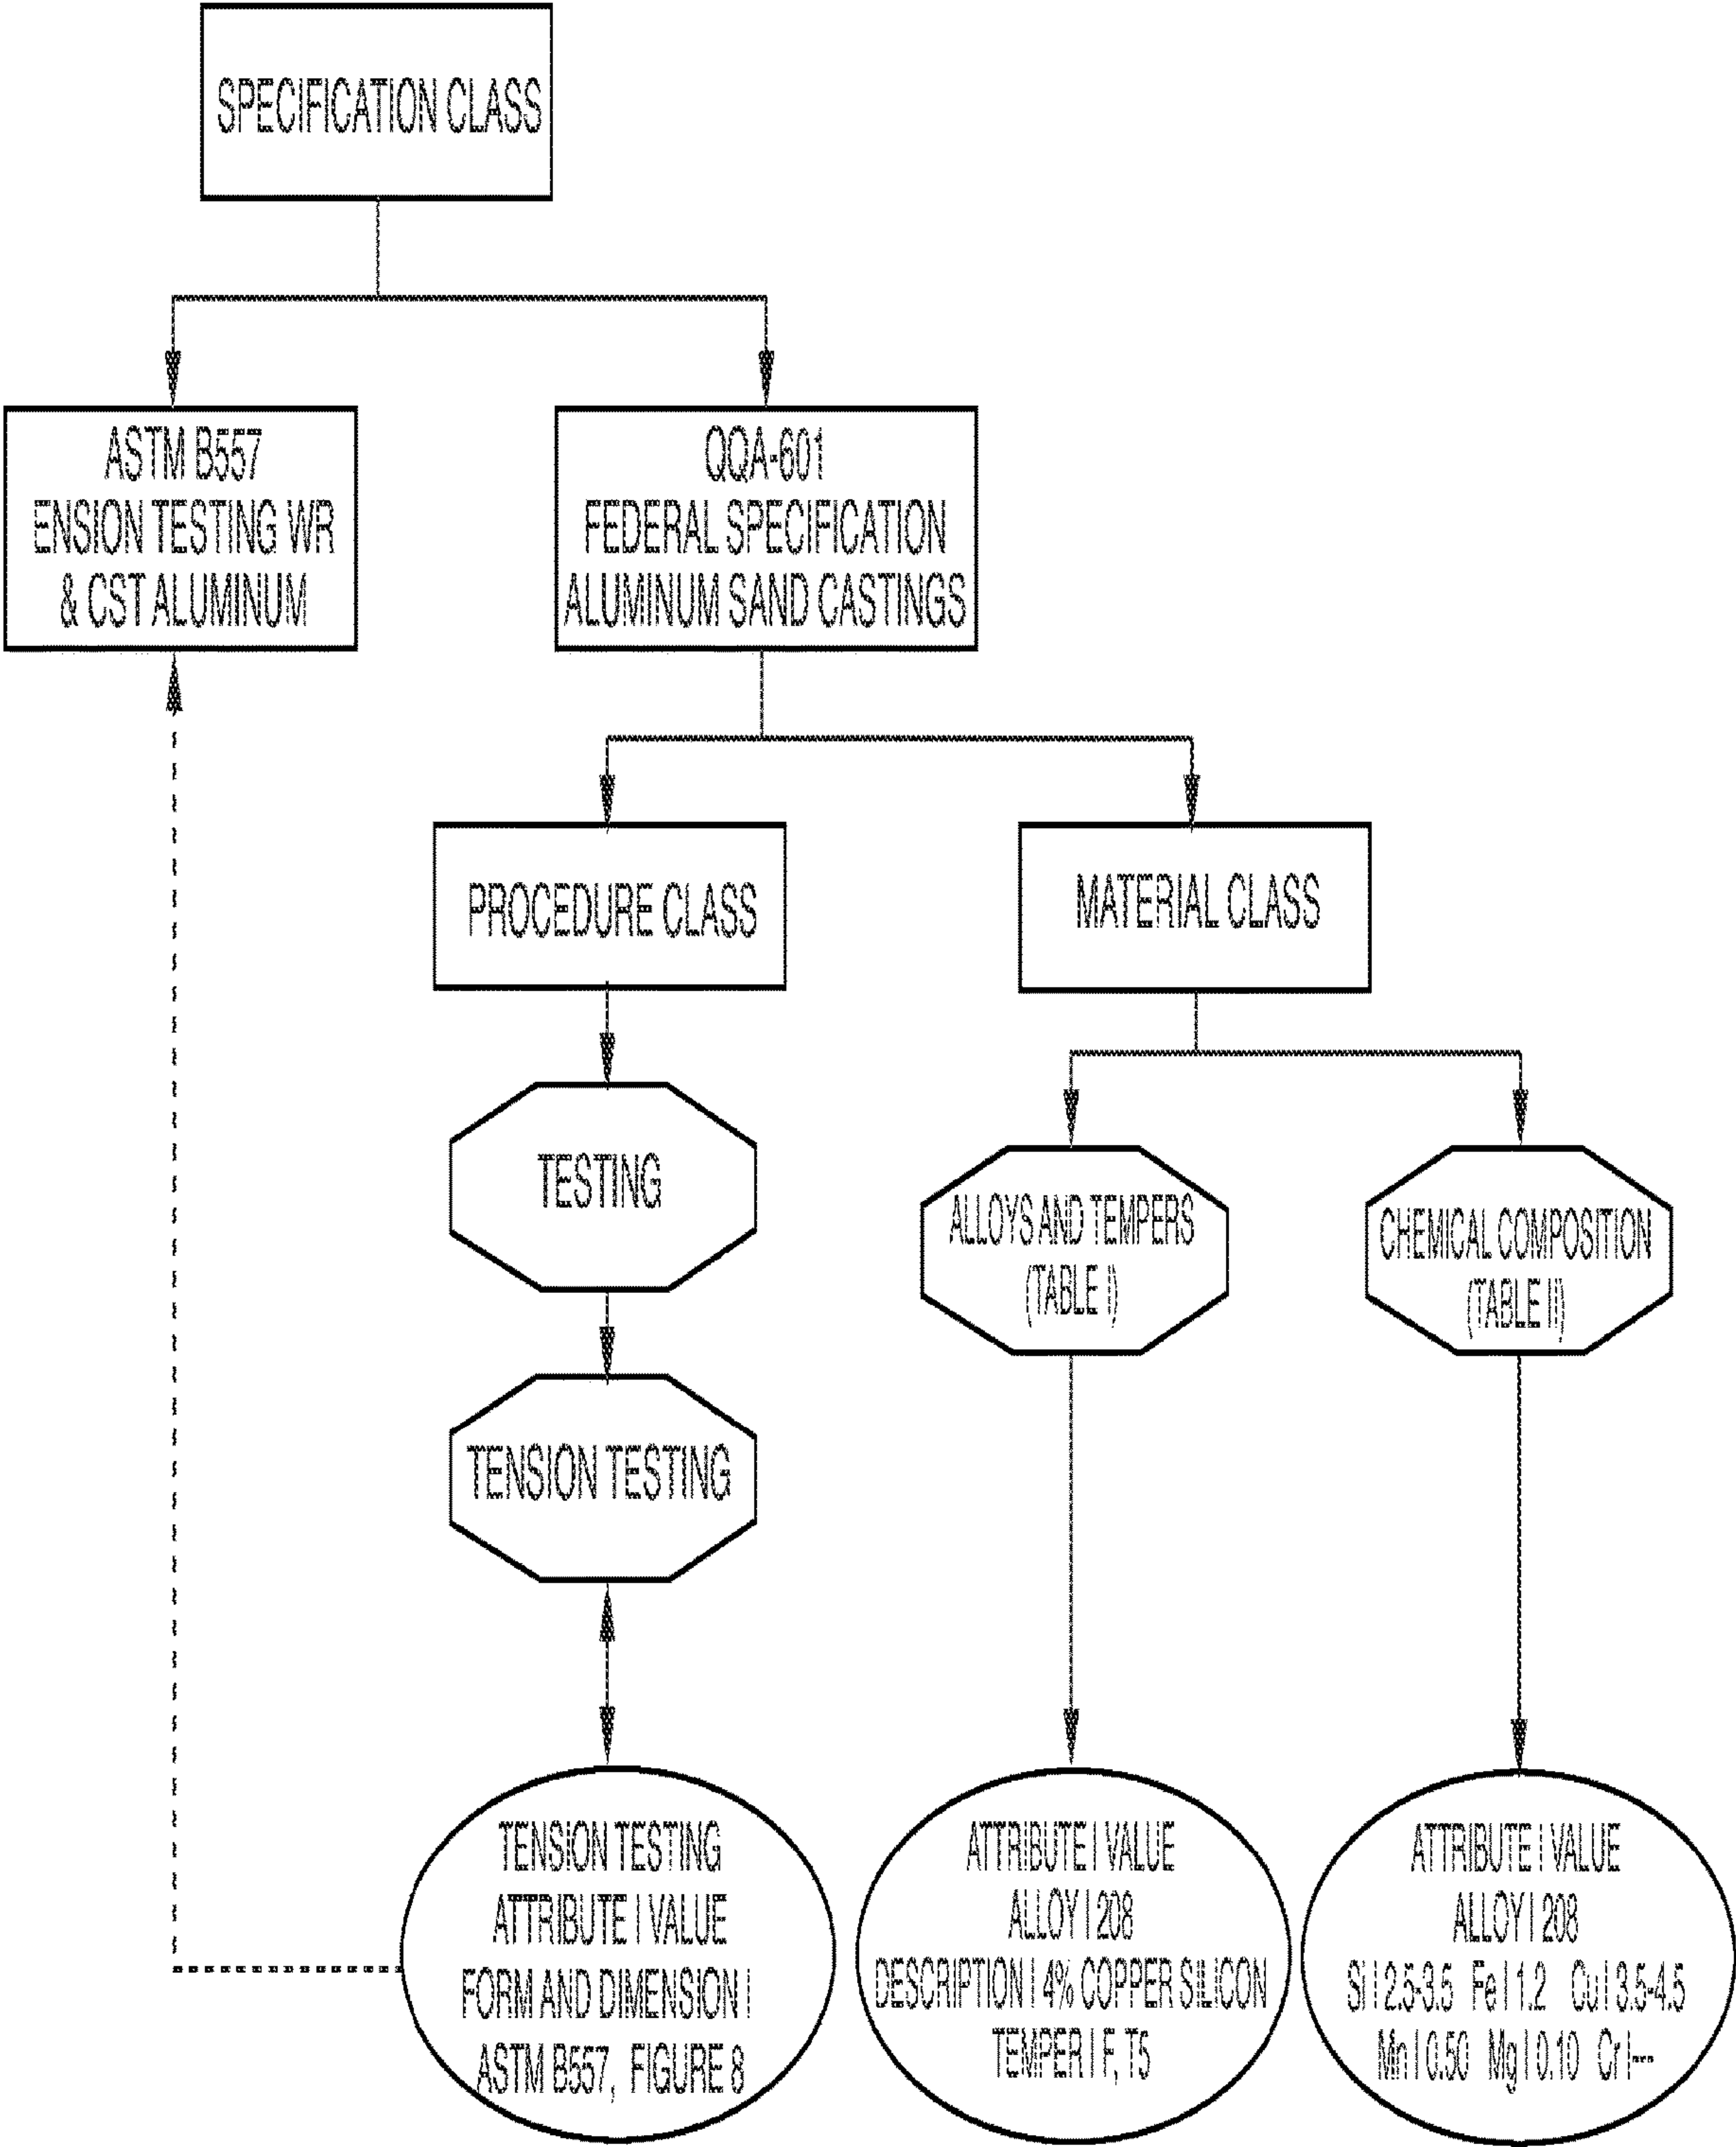 SPECIFICATION CLASS
ASTM B557
ENSION TESTING WR
& CST ALUMINUM
QQA-601
FEDERAL SPECIFICATION
ALUMINUM SAND CASTINGS
PROCEDURE CLASS
MATERIAL CLASS
TESTING
ALLOYS AND TEMPERS
(TABLE I)
CHEMICAL COMPOSITION
(TABLE II)
TENSION TESTING
TENSION TESTING
ATTRIBUTE | VALUE
FORM AND DIMENSION |
ASTM B557, FIGURE 8
ATTRIBUTE | VALUE
ALLOY | 208
DESCRIPTION | 4% COPPER SILICON
TEMPER | F, T5
ATTRIBUTE | VALUE
ALLOY | 208
Si | 2.5-3.5 Fe | 1.2 Cu | 3.5-4.5
Mn | 0.50 Mg | 0.10 Cr | ---